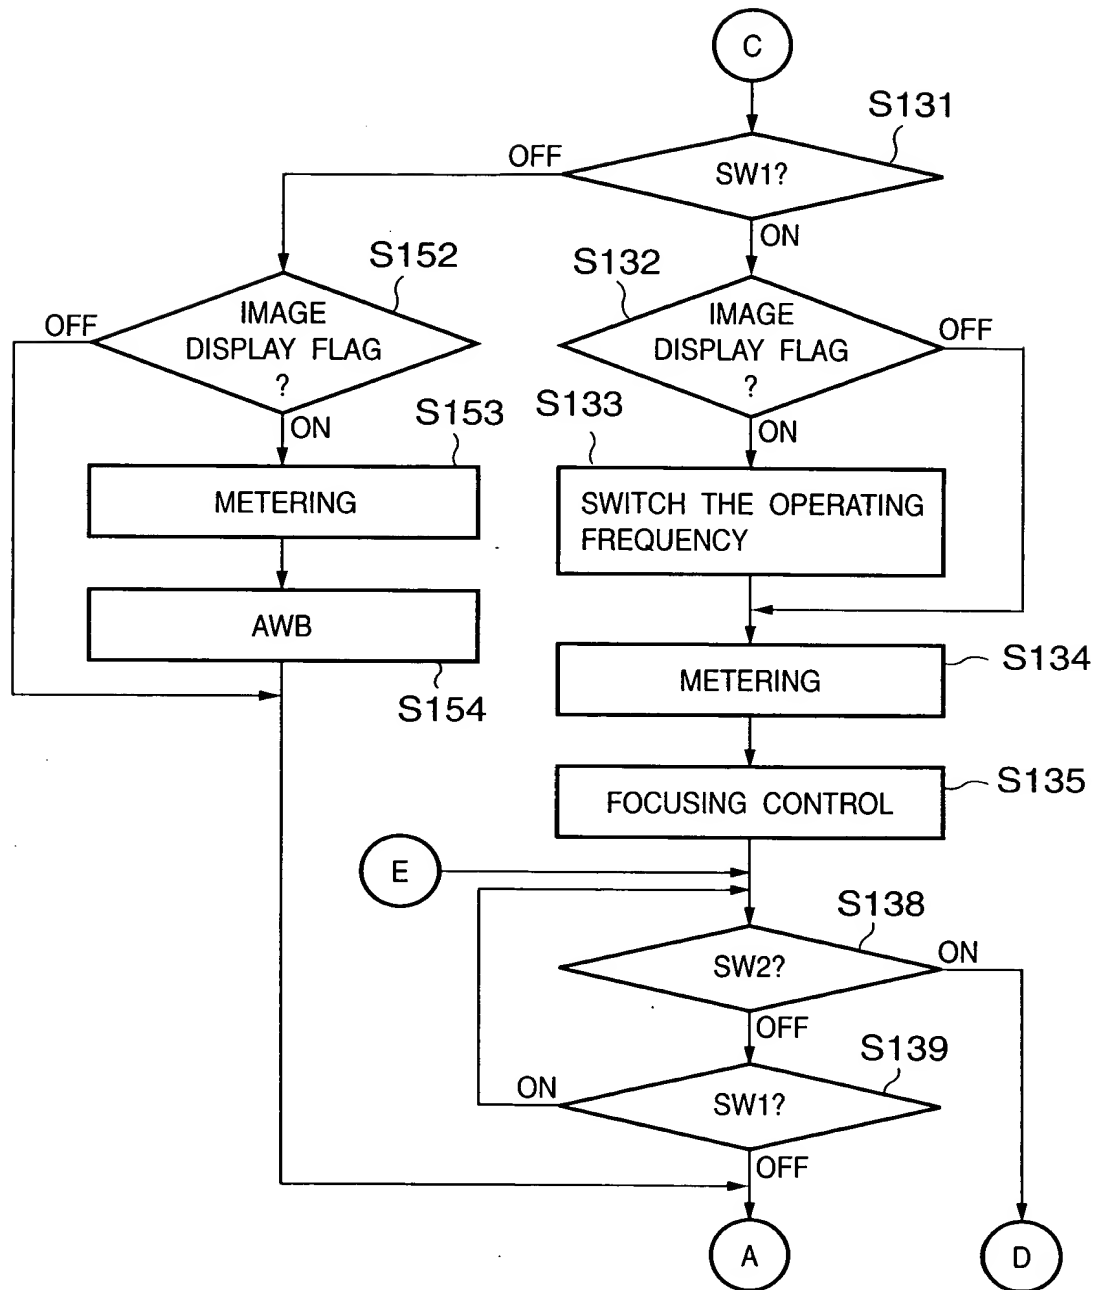 C
S131
SW1?
OFF
ON
S152
IMAGE
DISPLAY FLAG
?
OFF
ON
S132
IMAGE
DISPLAY FLAG
?
OFF
ON
S153
METERING
S133
SWITCH THE OPERATING
FREQUENCY
AWB
S154
METERING
S134
FOCUSING CONTROL
S135
E
S138
SW2?
ON
OFF
S139
SW1?
ON
OFF
A
D